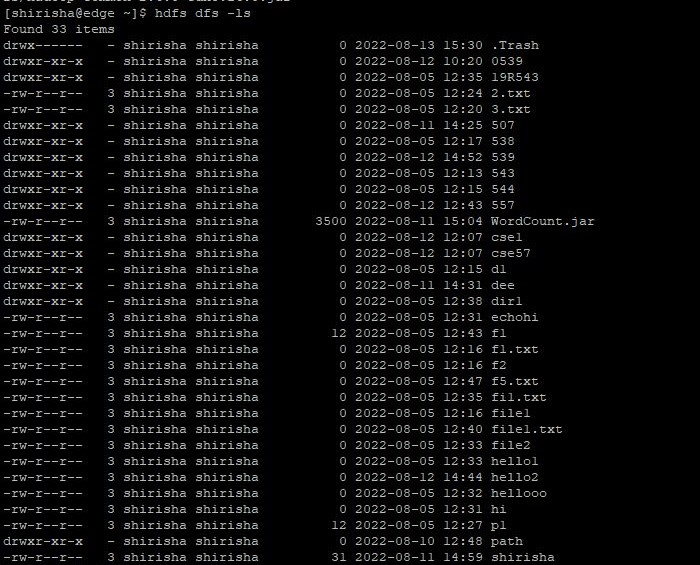 [shirisha@edge ~]$ hdfs dfs -ls
Found 33 items
drwx------   - shirisha shirisha          0 2022-08-13 15:30 .Trash
drwxr-xr-x   - shirisha shirisha          0 2022-08-12 10:20 0539
drwxr-xr-x   - shirisha shirisha          0 2022-08-05 12:35 19R543
-rw-r--r--   3 shirisha shirisha          0 2022-08-05 12:24 2.txt
-rw-r--r--   3 shirisha shirisha          0 2022-08-05 12:20 3.txt
drwxr-xr-x   - shirisha shirisha          0 2022-08-11 14:25 507
drwxr-xr-x   - shirisha shirisha          0 2022-08-05 12:17 538
drwxr-xr-x   - shirisha shirisha          0 2022-08-12 14:52 539
drwxr-xr-x   - shirisha shirisha          0 2022-08-05 12:13 543
drwxr-xr-x   - shirisha shirisha          0 2022-08-05 12:15 544
drwxr-xr-x   - shirisha shirisha          0 2022-08-12 12:43 557
-rw-r--r--   3 shirisha shirisha       3500 2022-08-11 15:04 WordCount.jar
drwxr-xr-x   - shirisha shirisha          0 2022-08-12 12:07 cse1
drwxr-xr-x   - shirisha shirisha          0 2022-08-12 12:07 cse57
drwxr-xr-x   - shirisha shirisha          0 2022-08-05 12:15 d1
drwxr-xr-x   - shirisha shirisha          0 2022-08-11 14:31 dee
drwxr-xr-x   - shirisha shirisha          0 2022-08-05 12:38 dir1
-rw-r--r--   3 shirisha shirisha          0 2022-08-05 12:31 echohi
-rw-r--r--   3 shirisha shirisha         12 2022-08-05 12:43 f1
-rw-r--r--   3 shirisha shirisha          0 2022-08-05 12:16 f1.txt
-rw-r--r--   3 shirisha shirisha          0 2022-08-05 12:16 f2
-rw-r--r--   3 shirisha shirisha          0 2022-08-05 12:47 f5.txt
-rw-r--r--   3 shirisha shirisha          0 2022-08-05 12:35 fi1.txt
-rw-r--r--   3 shirisha shirisha          0 2022-08-05 12:16 file1
-rw-r--r--   3 shirisha shirisha          0 2022-08-05 12:40 file1.txt
-rw-r--r--   3 shirisha shirisha          0 2022-08-05 12:33 file2
-rw-r--r--   3 shirisha shirisha          0 2022-08-05 12:33 hello1
-rw-r--r--   3 shirisha shirisha          0 2022-08-12 14:44 hello2
-rw-r--r--   3 shirisha shirisha          0 2022-08-05 12:32 hellooo
-rw-r--r--   3 shirisha shirisha          0 2022-08-05 12:31 hi
-rw-r--r--   3 shirisha shirisha         12 2022-08-05 12:27 p1
drwxr-xr-x   - shirisha shirisha          0 2022-08-10 12:48 path
-rw-r--r--   3 shirisha shirisha         31 2022-08-11 14:59 shirisha